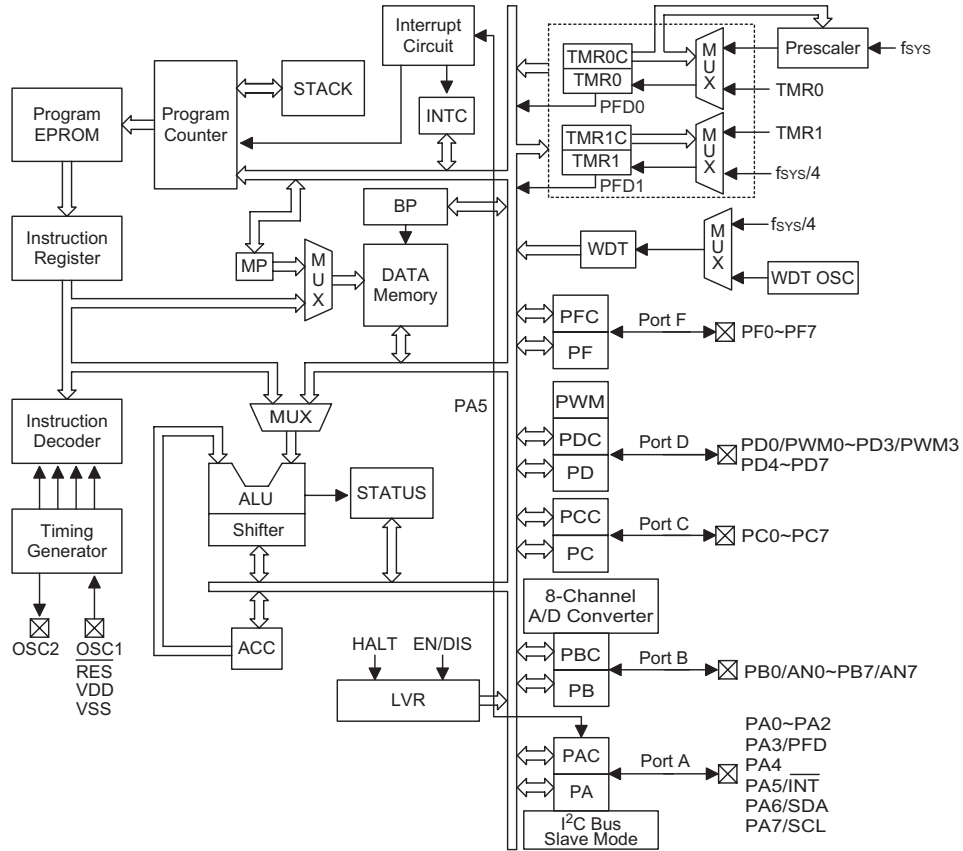 Interrupt
Circuit
STACK
Program
EPROM
Program
Counter
INTC
TMR0C
TMR0
PFD0
MUX
Prescaler
fSYS
TMR0
TMR1C
TMR1
PFD1
MUX
TMR1
fSYS/4
Instruction
Register
MP
MUX
BP
DATA
Memory
WDT
MUX
fSYS/4
WDT OSC
PFC
PF
Port F
PF0~PF7
Instruction
Decoder
MUX
PA5
PWM
PDC
PD
Port D
PD0/PWM0~PD3/PWM3
PD4~PD7
ALU
Shifter
STATUS
Timing
Generator
PCC
PC
Port C
PC0~PC7
OSC2
OSC1
RES
VDD
VSS
ACC
HALT
EN/DIS
LVR
8-Channel
A/D Converter
PBC
PB
Port B
PB0/AN0~PB7/AN7
PAC
PA
Port A
I²C Bus
Slave Mode
PA0~PA2
PA3/PFD
PA4
PA5/INT
PA6/SDA
PA7/SCL